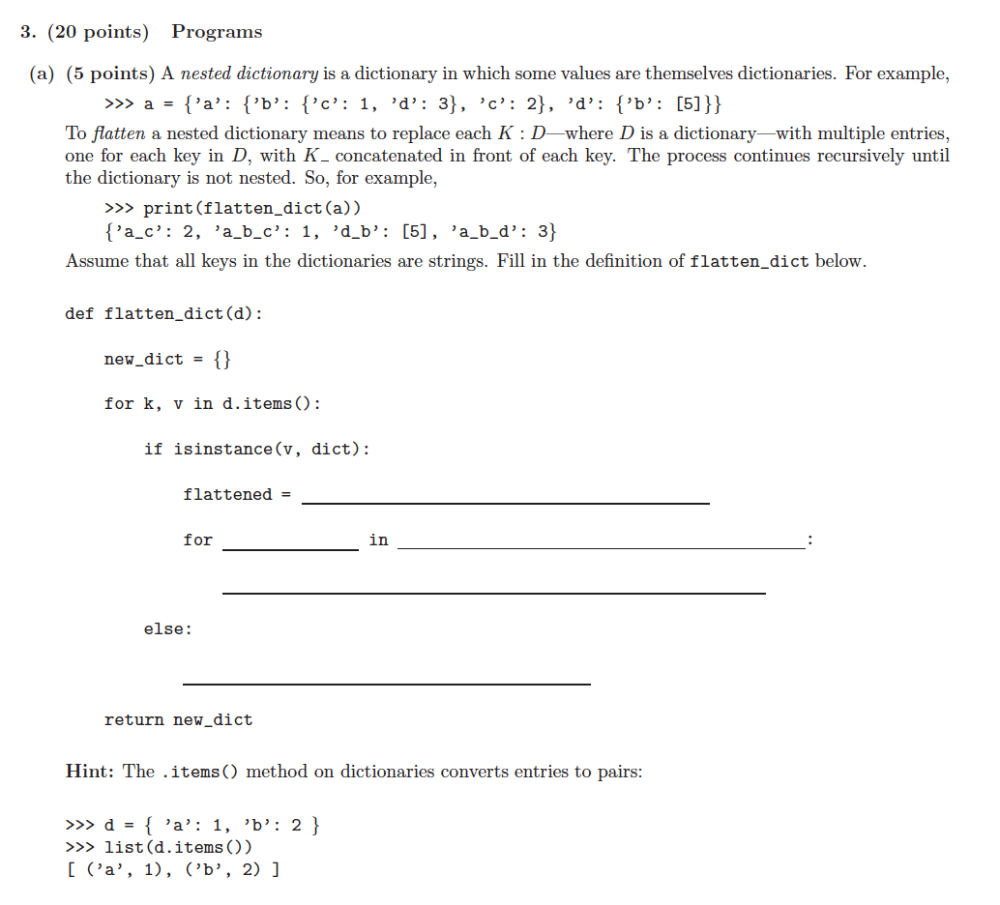 3. (20 points) Programs
(a) (5 points) A nested dictionary is a dictionary in which some values are themselves dictionaries. For example,
>>> a = {’a’: {’b’: {’c’: 1, ’d’: 3}, ’c’: 2}, ’d’: {’b’: [5]}}
To flatten a nested dictionary means to replace each K : D—where D is a dictionary—with multiple entries,
one for each key in D, with K_ concatenated in front of each key. The process continues recursively until
the dictionary is not nested. So, for example,
>>> print(flatten_dict(a))
{’a_c’: 2, ’a_b_c’: 1, ’d_b’: [5], ’a_b_d’: 3}
Assume that all keys in the dictionaries are strings. Fill in the definition of flatten_dict below.
def flatten_dict(d):
new_dict = {}
for k, v in d.items():
if isinstance(v, dict):
flattened =
for in :
else:
return new_dict
Hint: The .items() method on dictionaries converts entries to pairs:
>>> d = { ’a’: 1, ’b’: 2 }
>>> list(d.items())
[ (’a’, 1), (’b’, 2) ]